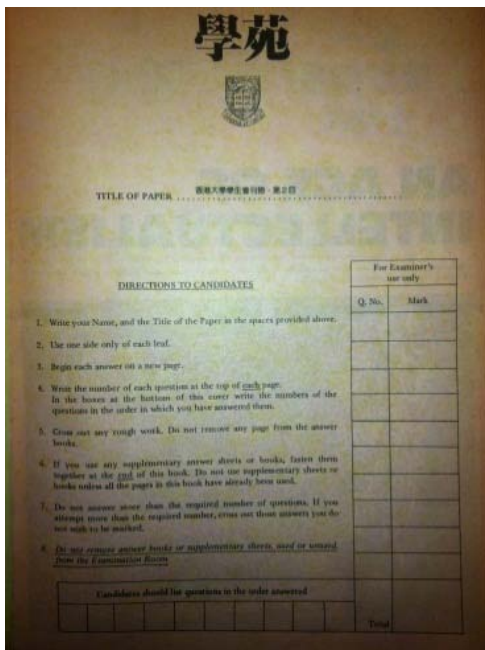 學苑
TITLE OF PAPER 香港大學學生會刊物・第2回
For Examiner's
use only
DIRECTIONS TO CANDIDATES
Q. No. Mark
1. Write your Name, and the Title of the Paper in the spaces provided above.
2. Use one side only of each leaf.
3. Begin each answer on a new page.
4. Write the number of each question at the top of each page.
In the boxes at the bottom of this cover write the numbers of the
questions in the order in which you have answered them.
5. Cross out any rough work. Do not remove any page from the answer
books.
6. If you use any supplementary answer sheets or books, fasten them
together at the end of this book. Do not use supplementary sheets or
books unless all the pages in this book have already been used.
7. Do not answer more than the required number of questions. If you
attempt more than the required number, cross out those answers you do
not wish to be marked.
8. Do not remove answer books or supplementary sheets, used or unused,
from the Examination Room.
Candidates should list questions in the order answered
Total